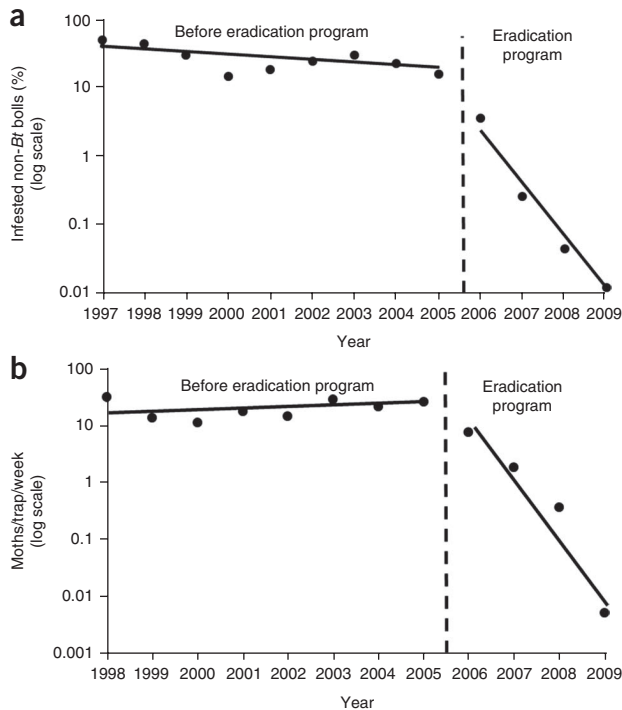 a
Before eradication program
Eradication
program
Infested non-Bt bolls (%)
(log scale)
100
10
1
0.1
0.01
1997 1998 1999 2000 2001 2002 2003 2004 2005 2006 2007 2008 2009
Year
b
Before eradication program
Eradication
program
Moths/trap/week
(log scale)
100
10
1
0.1
0.01
0.001
1998 1999 2000 2001 2002 2003 2004 2005 2006 2007 2008 2009
Year